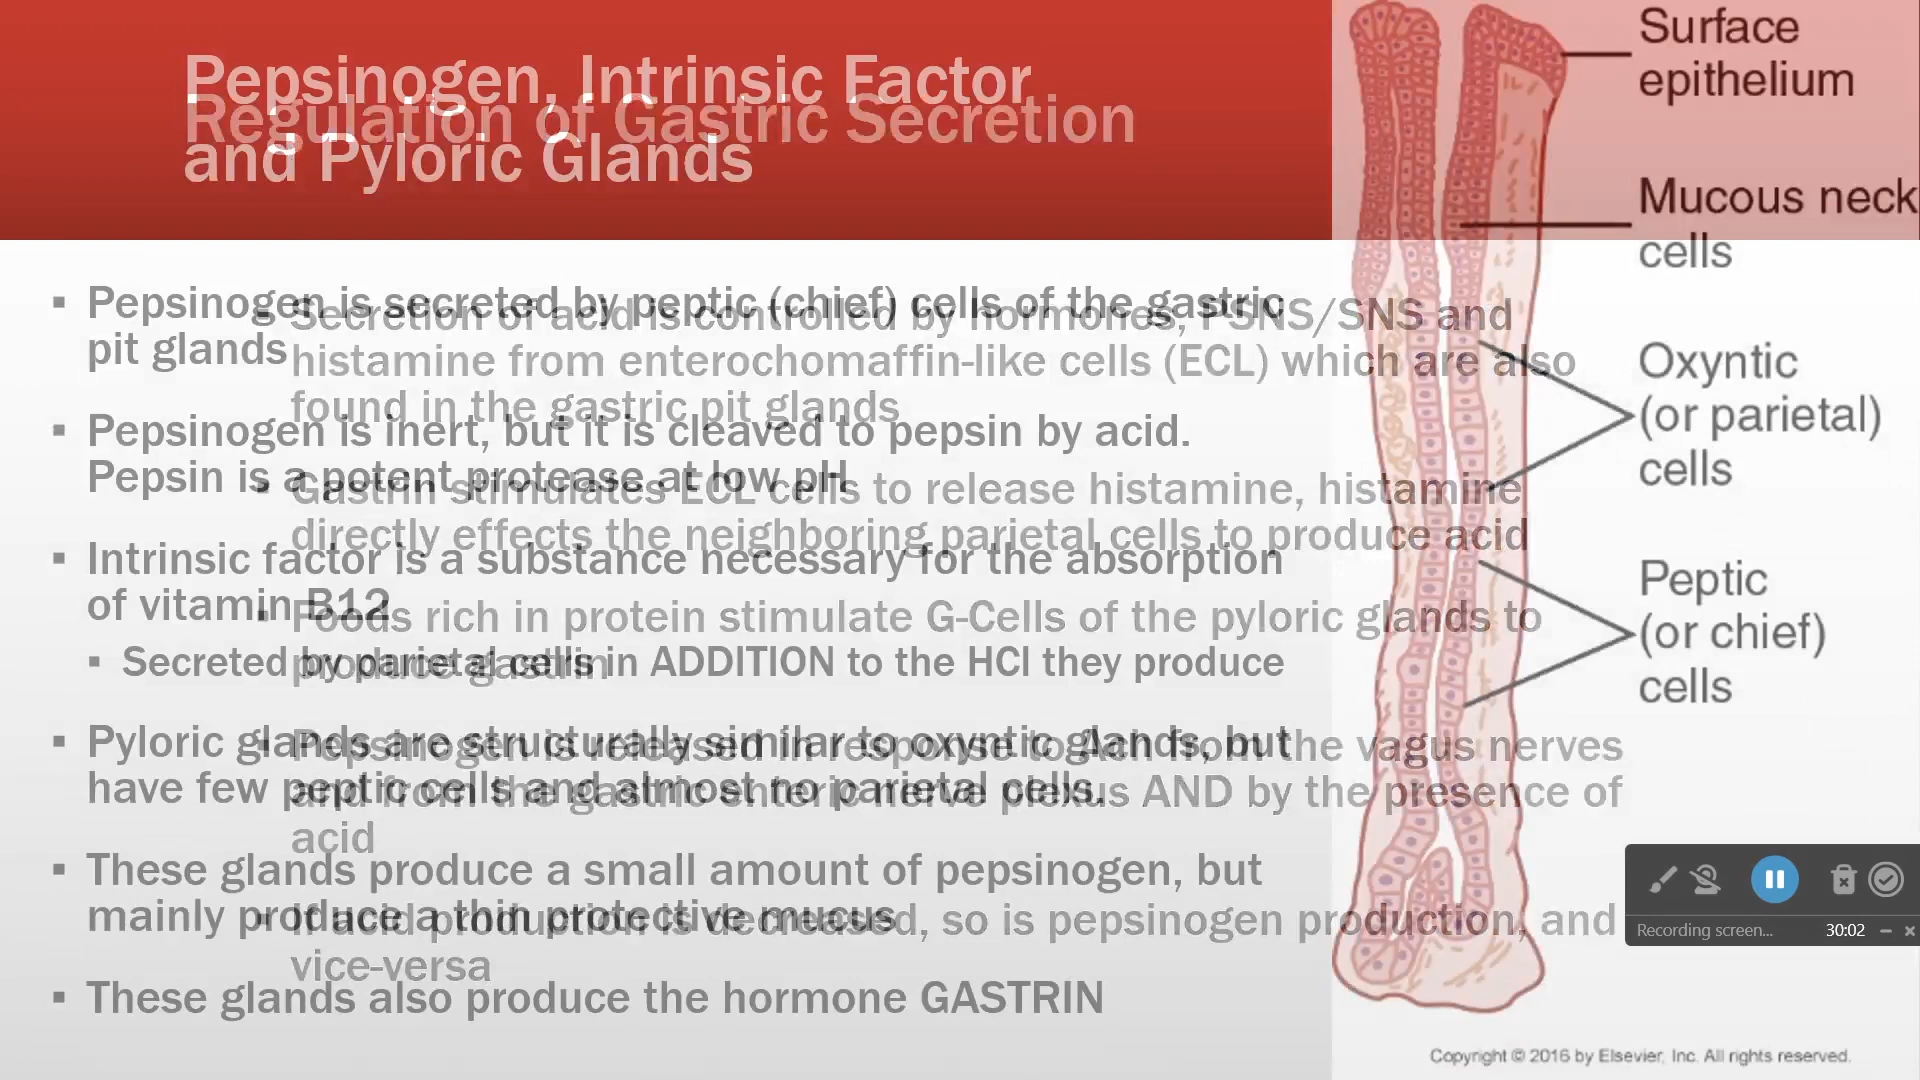 Pepsinogen, Intrinsic Factor
and Pyloric Glands
Regulation of Gastric Secretion
▪ Pepsinogen is secreted by peptic (chief) cells of the gastric
pit glands
▪ Pepsinogen is inert, but it is cleaved to pepsin by acid.
Pepsin is a potent protease at low pH.
▪ Intrinsic factor is a substance necessary for the absorption
of vitamin B12
▪ Secreted by parietal cells in ADDITION to the HCl they produce
▪ Pyloric glands are structurally similar to oxyntic glands, but
have few peptic cells and almost no parietal cells.
▪ These glands produce a small amount of pepsinogen, but
mainly produce a thin protective mucus
▪ These glands also produce the hormone GASTRIN
▪ Secretion of acid is controlled by hormones, PSNS/SNS and
histamine from enterochomaffin-like cells (ECL) which are also
found in the gastric pit glands
▪ Gastrin stimulates ECL cells to release histamine, histamine
directly effects the neighboring parietal cells to produce acid
▪ Foods rich in protein stimulate G-Cells of the pyloric glands to
produce gastrin
▪ Pepsinogen is released in response to Ach from the vagus nerves
and from the gastric enteric nerve plexus AND by the presence of
acid
▪ If acid production is decreased, so is pepsinogen production, and
vice-versa
Surface
epithelium
Mucous neck
cells
Oxyntic
(or parietal)
cells
Peptic
(or chief)
cells
Recording screen... 30:02
Copyright © 2016 by Elsevier, Inc. All rights reserved.